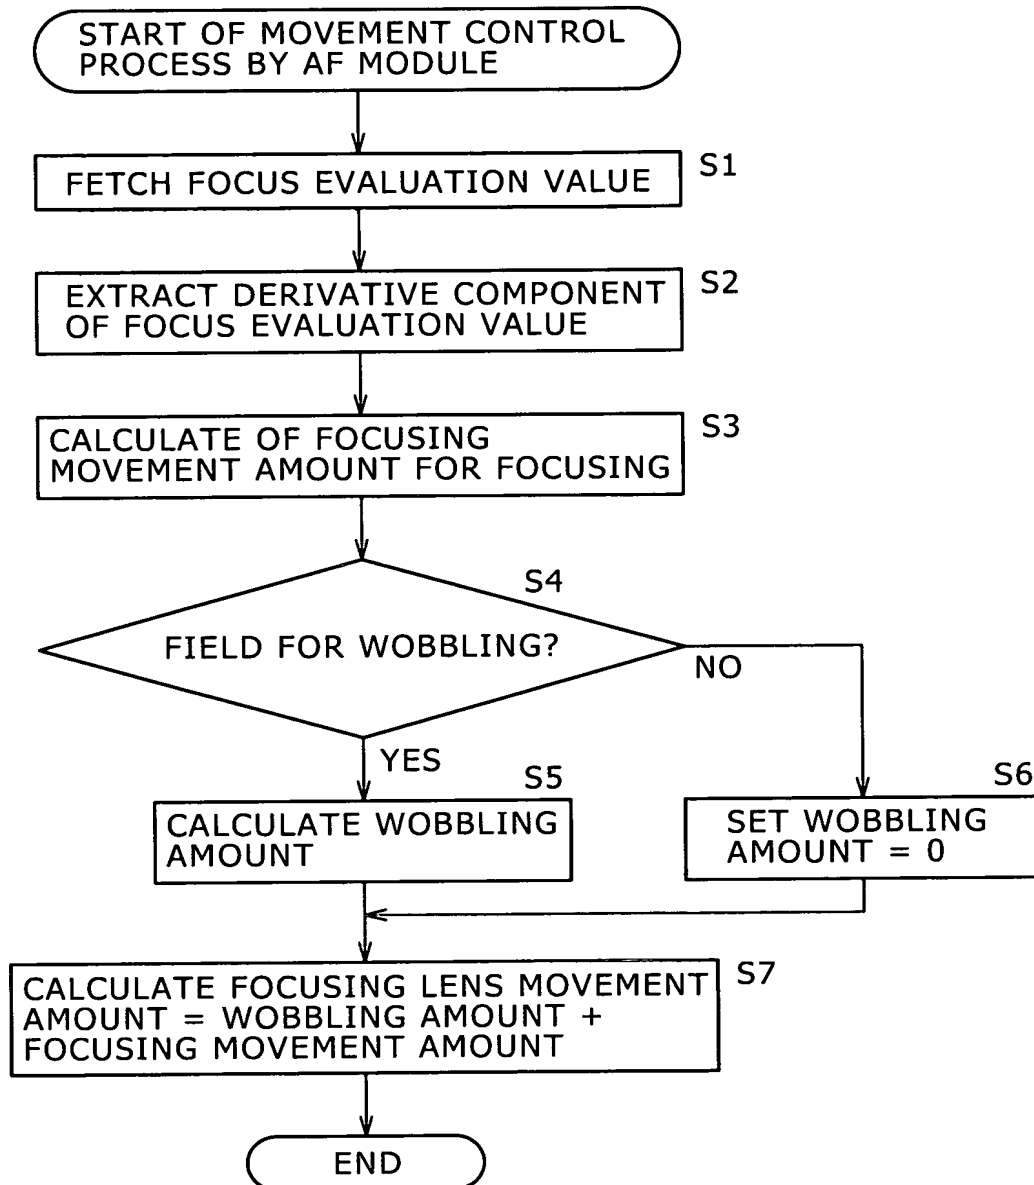 START OF MOVEMENT CONTROL
PROCESS BY AF MODULE
S1
FETCH FOCUS EVALUATION VALUE
S2
EXTRACT DERIVATIVE COMPONENT
OF FOCUS EVALUATION VALUE
S3
CALCULATE OF FOCUSING
MOVEMENT AMOUNT FOR FOCUSING
S4
FIELD FOR WOBBLING?
NO
YES
S5
CALCULATE WOBBLING
AMOUNT
S6
SET WOBBLING
AMOUNT = 0
S7
CALCULATE FOCUSING LENS MOVEMENT
AMOUNT = WOBBLING AMOUNT +
FOCUSING MOVEMENT AMOUNT
END